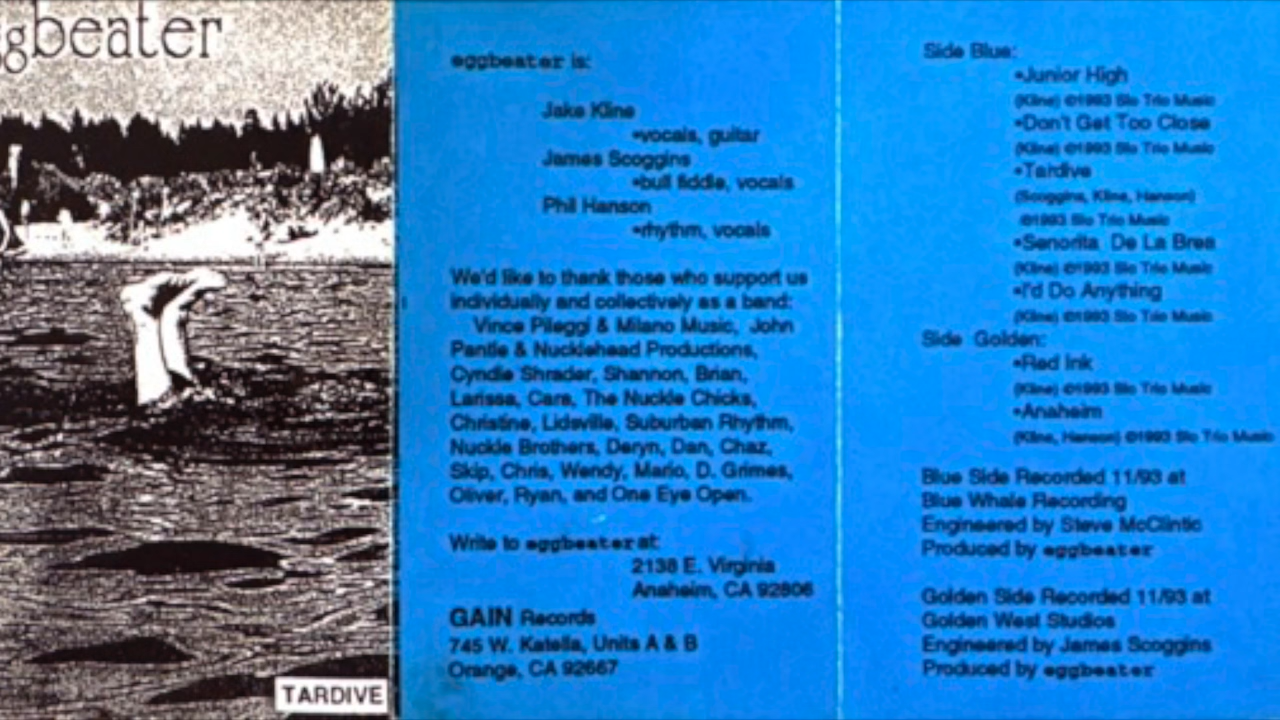 ggbeater
TARDIVE
eggbeater is:
Jake Kline
•vocals, guitar
James Scoggins
•bull fiddle, vocals
Phil Hanson
•rhythm, vocals
We'd like to thank those who support us
individually and collectively as a band:
Vince Pileggi & Milano Music, John
Pantle & Nucklehead Productions,
Cyndie Shrader, Shannon, Brian,
Larissa, Cara, The Nuckle Chicks,
Christine, Lidsville, Suburban Rhythm,
Nuckle Brothers, Daryn, Dan, Chaz,
Skip, Chris, Wendy, Mario, D. Grimes,
Oliver, Ryan, and One Eye Open.
Write to eggbeater at:
2138 E. Virginia
Anaheim, CA 92806
GAIN Records
745 W. Katella, Units A & B
Orange, CA 92667
Side Blue:
•Junior High
(Kline) ©1993 Slo Trio Music
•Don't Get Too Close
(Kline) ©1993 Slo Trio Music
•Tardive
(Scoggins, Kline, Hanson)
©1993 Slo Trio Music
•Senorita De La Brea
(Kline) ©1993 Slo Trio Music
•I'd Do Anything
(Kline) ©1993 Slo Trio Music
Side Golden:
•Red Ink
(Kline) ©1993 Slo Trio Music
•Anaheim
(Kline, Hanson) ©1993 Slo Trio Music
Blue Side Recorded 11/93 at
Blue Whale Recording
Engineered by Steve McClintic
Produced by eggbeater
Golden Side Recorded 11/93 at
Golden West Studios
Engineered by James Scoggins
Produced by eggbeater